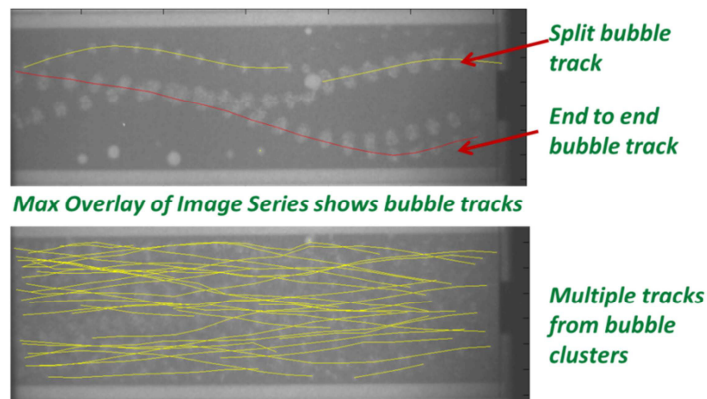 Split bubble
track
End to end
bubble track
Max Overlay of Image Series shows bubble tracks
Multiple tracks
from bubble
clusters